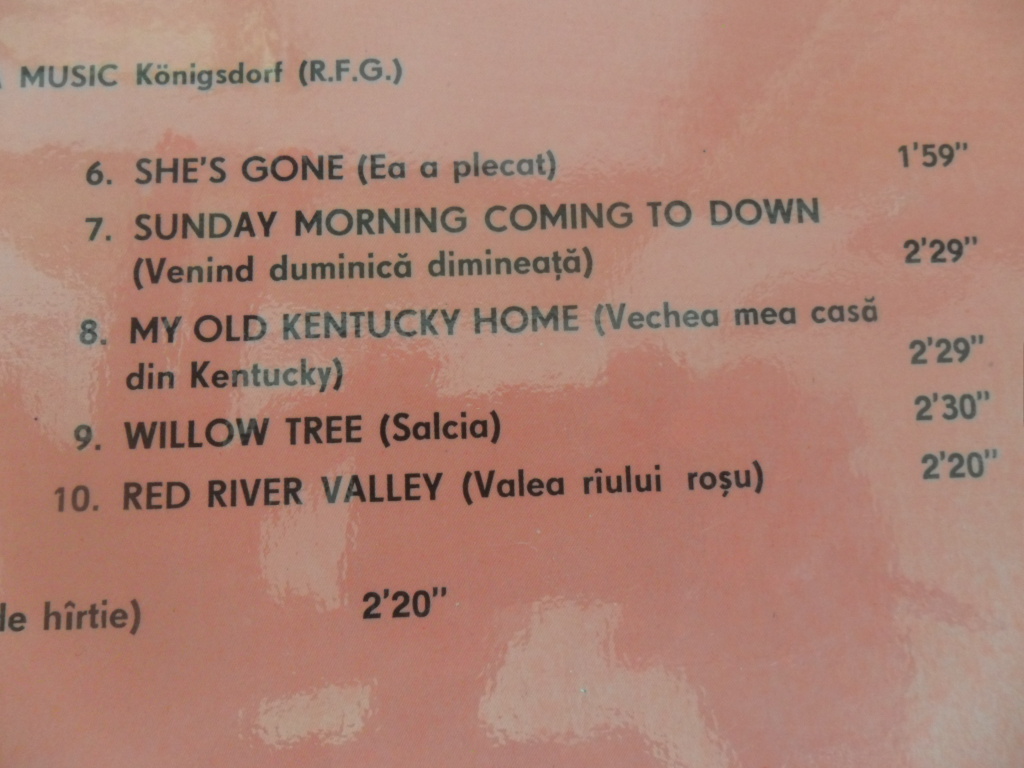 MUSIC Königsdorf (R.F.G.)
6. SHE'S GONE (Ea a plecat) 1'59"
7. SUNDAY MORNING COMING TO DOWN
(Venind duminică dimineață) 2'29"
8. MY OLD KENTUCKY HOME (Vechea mea casă
din Kentucky) 2'29"
9. WILLOW TREE (Salcia) 2'30"
10. RED RIVER VALLEY (Valea rîului roșu) 2'20"
de hîrtie) 2'20"